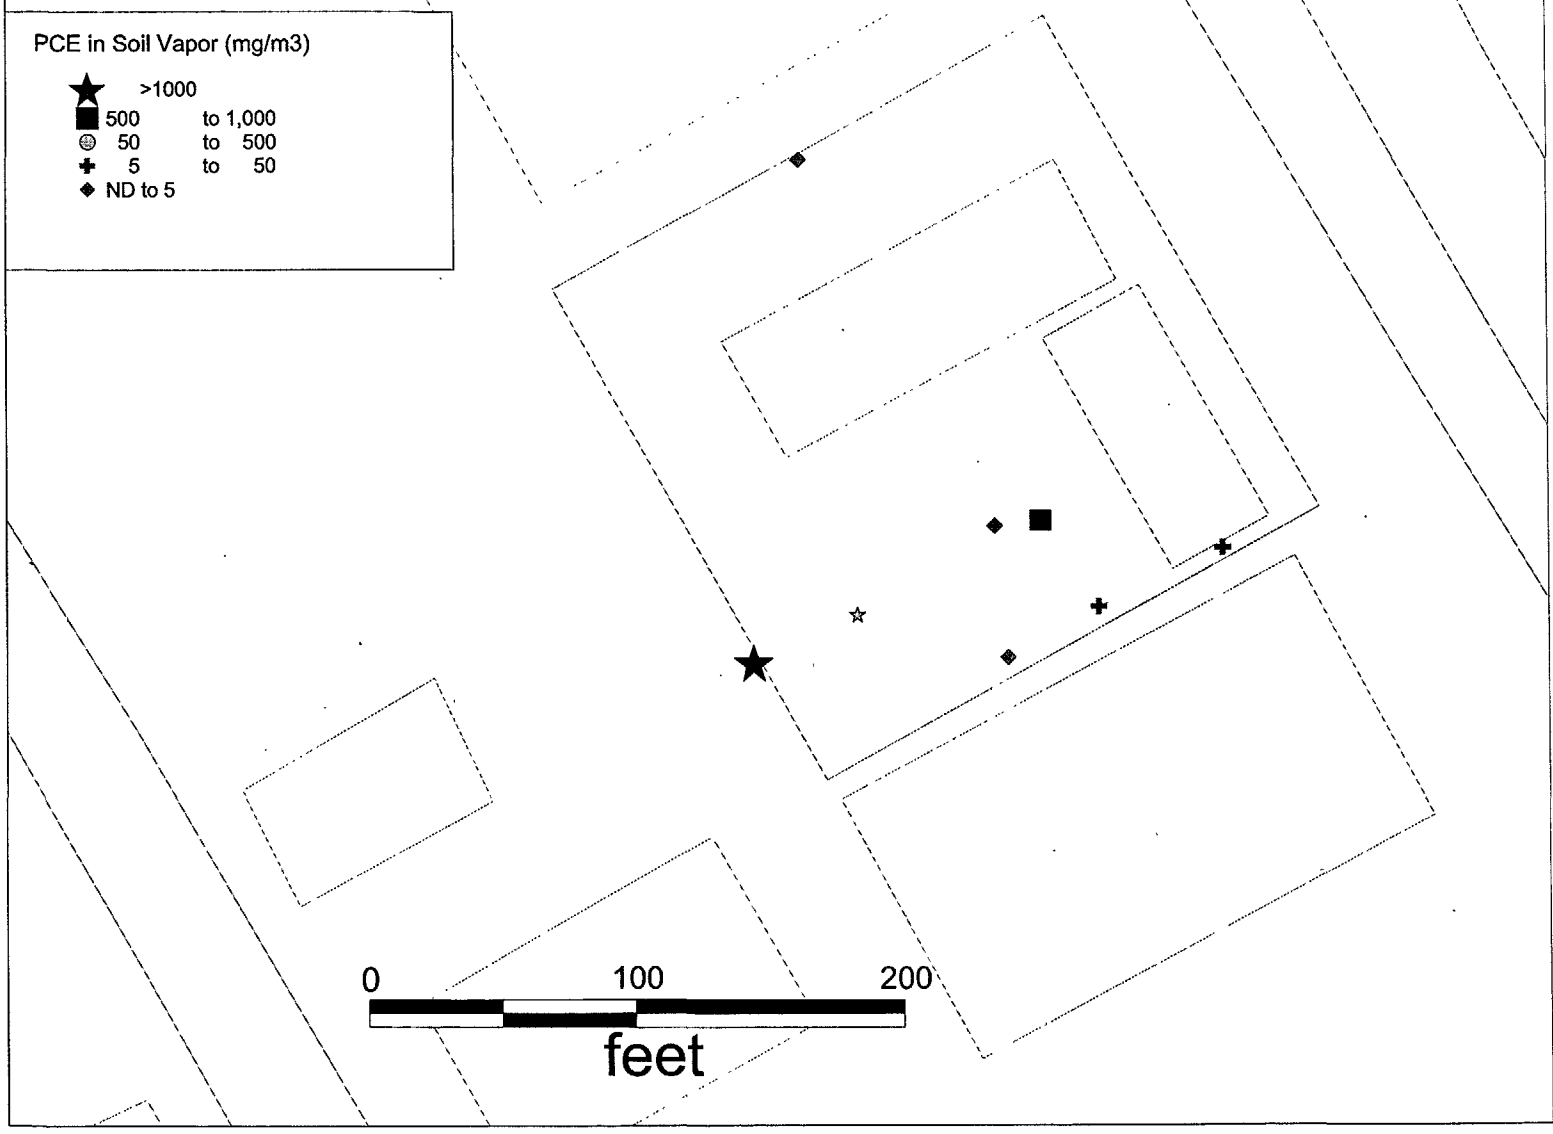 PCE in Soil Vapor (mg/m3)
>1000
500 to 1,000
50 to 500
5 to 50
ND to 5
0 100 200
feet